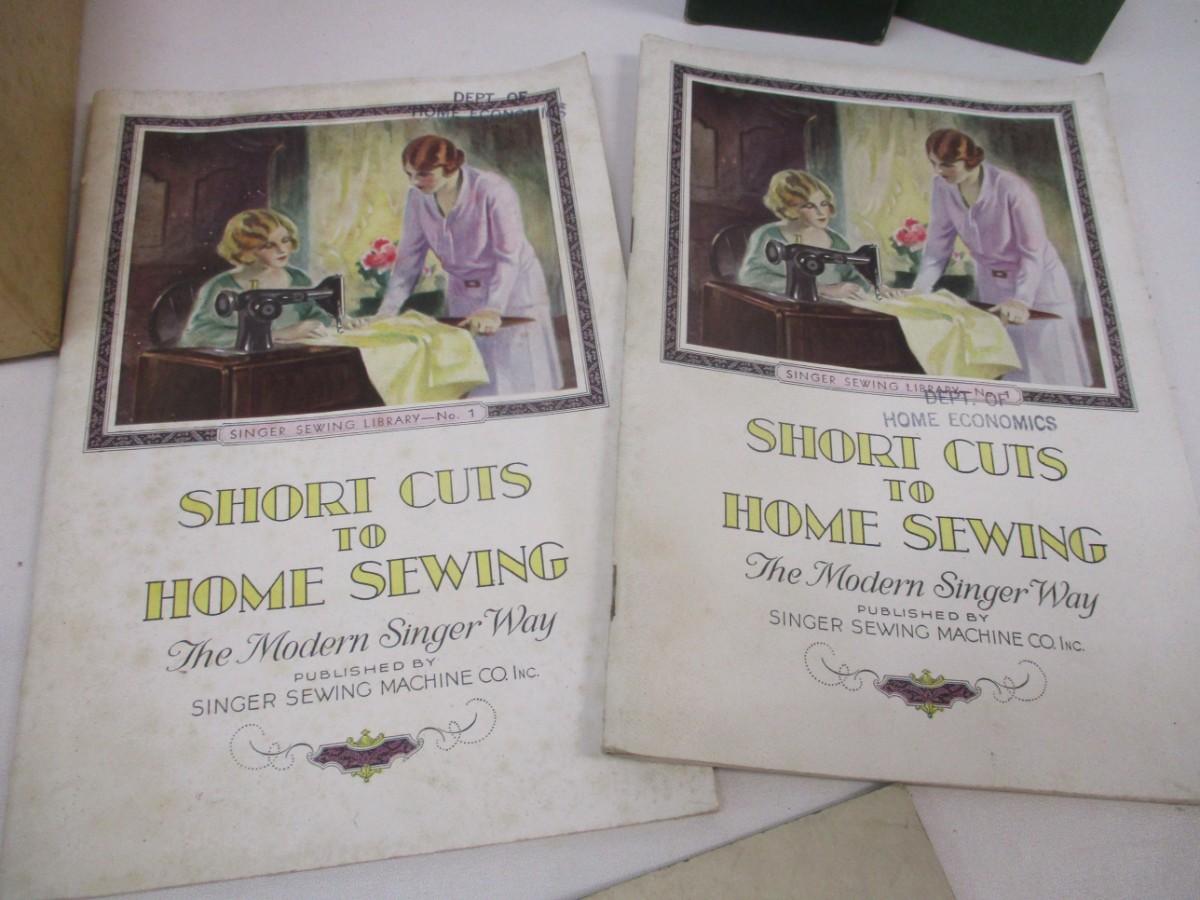 DEPT. OF
HOME ECONOMICS
SINGER SEWING LIBRARY—No. 1
SHORT CUTS
TO
HOME SEWING
The Modern Singer Way
PUBLISHED BY
SINGER SEWING MACHINE CO. INC.
SINGER SEWING LIBRARY—No. 1
DEPT. OF
HOME ECONOMICS
SHORT CUTS
TO
HOME SEWING
The Modern Singer Way
PUBLISHED BY
SINGER SEWING MACHINE CO. INC.